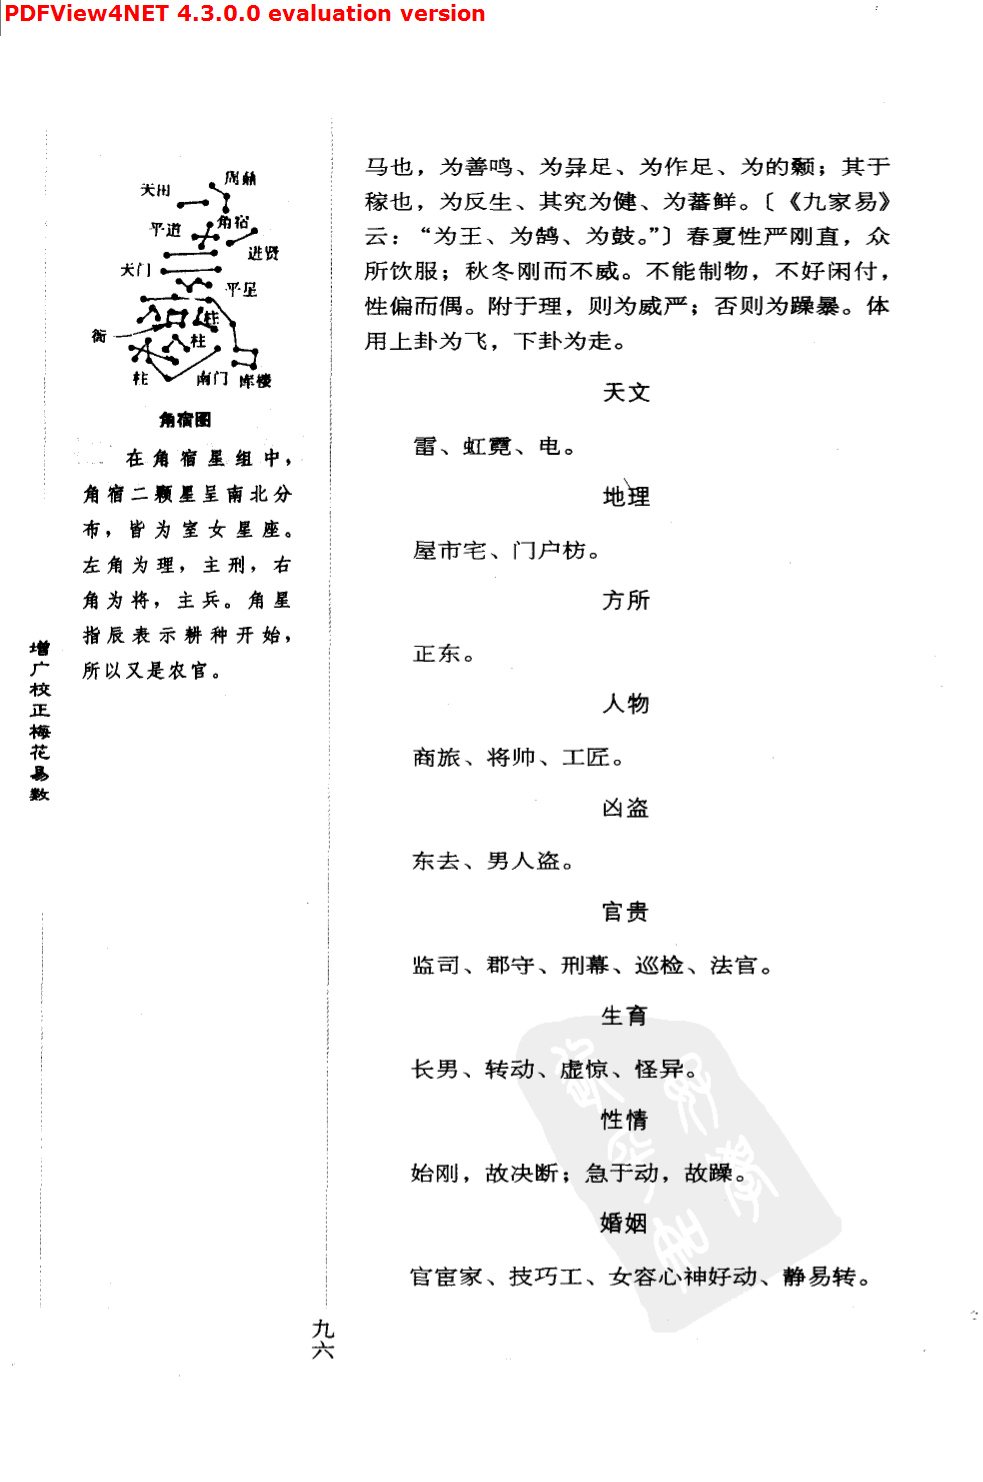 PDFView4NET 4.3.0.0 evaluation version
马也，为善鸣、为异足、为作足、为的颡；其于
稼也，为反生、其究为健、为蕃鲜。〔《九家易》
云：“为王、为鹄、为鼓。”〕春夏性严刚直，众
所饮服；秋冬刚而不威。不能制物，不好闲付，
性偏而偶。附于理，则为威严；否则为躁暴。体
用上卦为飞，下卦为走。
天文
雷、虹霓、电。
地理
屋市宅、门户枋。
方所
正东。
人物
商旅、将帅、工匠。
凶盗
东去、男人盗。
官贵
监司、郡守、刑幕、巡检、法官。
生育
长男、转动、虚惊、怪异。
性情
始刚，故决断；急于动，故躁。
婚姻
官宦家、技巧工、女容心神好动、静易转。
天田
周鼎
平道
角宿
进贤
天门
平星
柱
衡
柱
柱
南门
库楼
角宿图
在角宿星组中，
角宿二颗星呈南北分
布，皆为室女星座。
左角为理，主刑，右
角为将，主兵。角星
指辰表示耕种开始，
所以又是农官。
增广校正梅花易数
九六